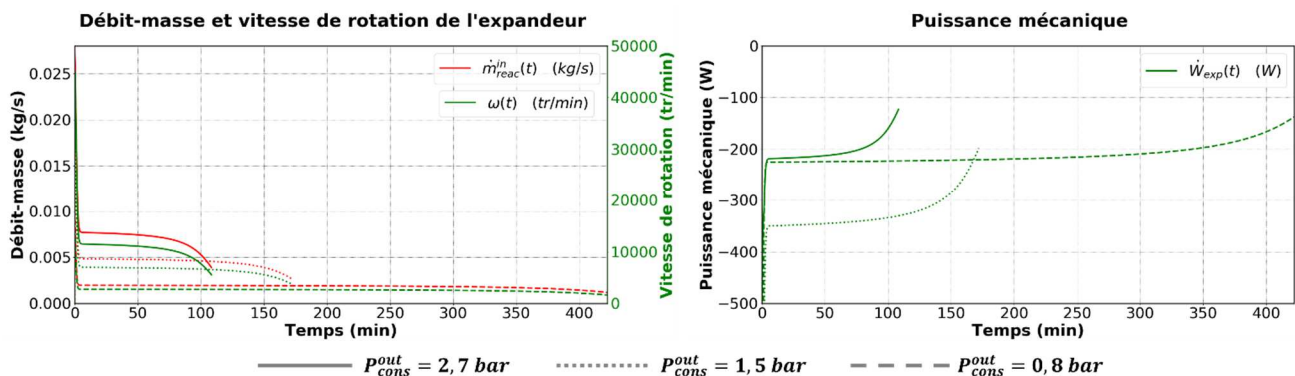 Débit-masse et vitesse de rotation de l'expandeur
Débit-masse (kg/s)
0.025
0.020
0.015
0.010
0.005
0.000
ṁ_reac^in(t) (kg/s)
ω(t) (tr/min)
50000
40000
30000
20000
10000
0
Vitesse de rotation (tr/min)
0 50 100 150 200 250 300 350 400
Temps (min)
Puissance mécanique
Puissance mécanique (W)
0
−100
−200
−300
−400
−500
Ẇ_exp(t) (W)
0 50 100 150 200 250 300 350 400
Temps (min)
P_cons^out = 2,7 bar P_cons^out = 1,5 bar P_cons^out = 0,8 bar